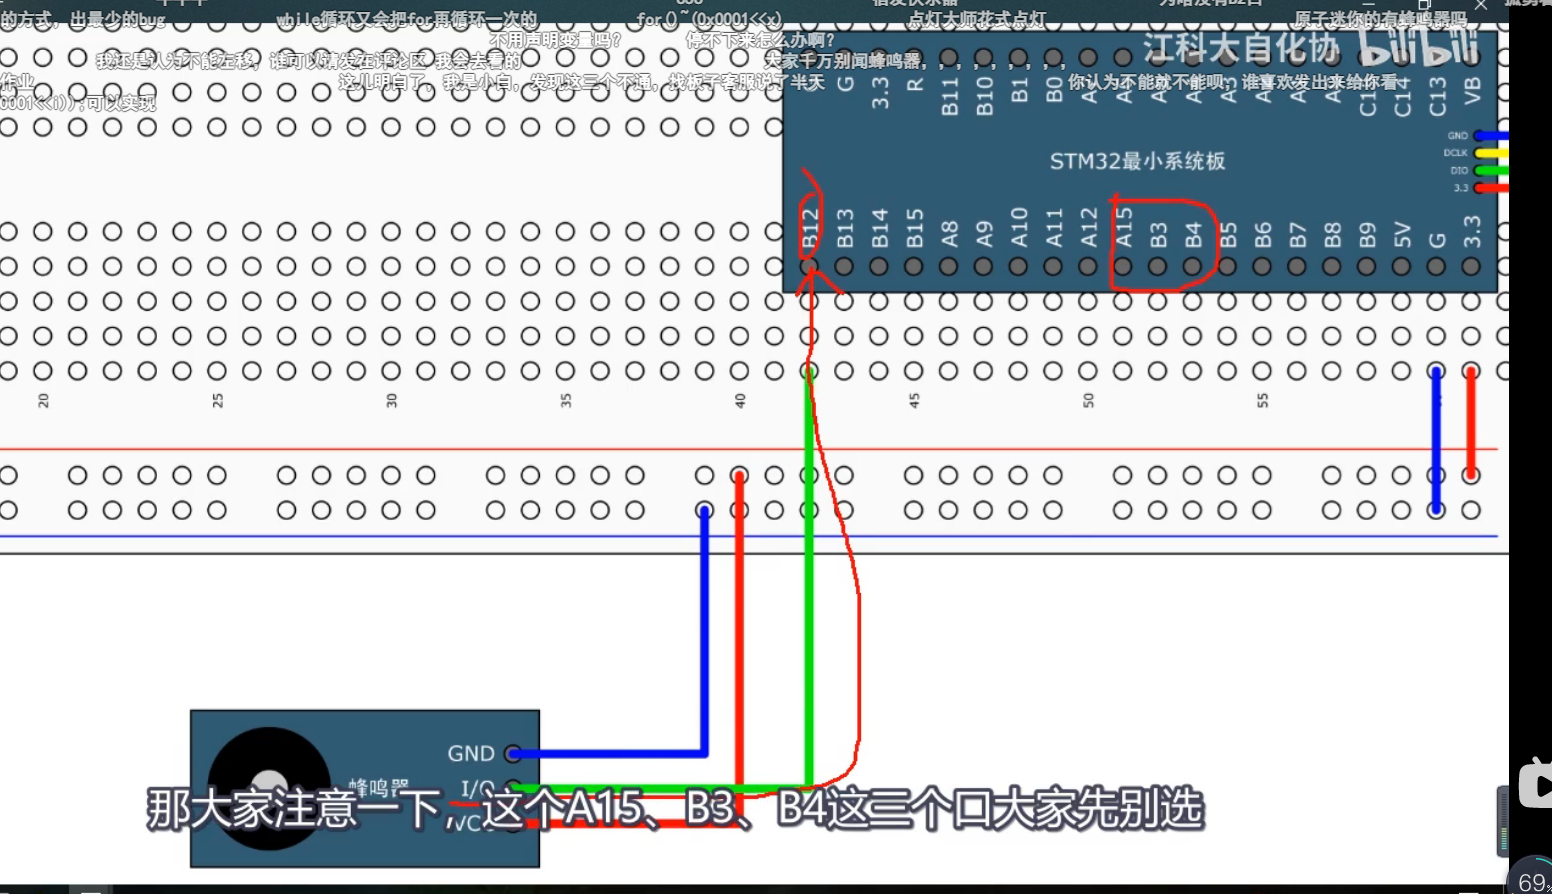 的方式，出最少的bug
while循环又会把for再循环一次的
for()~(0x0001<<x)
点灯大师花式点灯
原子迷你的有蜂鸣器吗
不用声明变量吗？
停不下来怎么办啊？
江科大自化协 bilibili
我还是认为不能左移，谁可以请发在评论区 我会去看的
大家千万别闻蜂鸣器，，，，，，，，
作业
这儿明白了，我是小白，发现这三个不通，找板子客服说了半天
你认为不能就不能呗，谁喜欢发出来给你看
0001<<i));可以实现
G 3.3 R B11 B10 B1 B0 C14 C13 VB
GND
DCLK
DIO
3.3
STM32最小系统板
B12 B13 B14 B15 A8 A9 A10 A11 A12 A15 B3 B4 B5 B6 B7 B8 B9 5V G 3.3
20 25 30 35 40 45 50 55
GND
蜂鸣器 I/O
那大家注意一下，这个A15、B3、B4这三个口大家先别选
69%